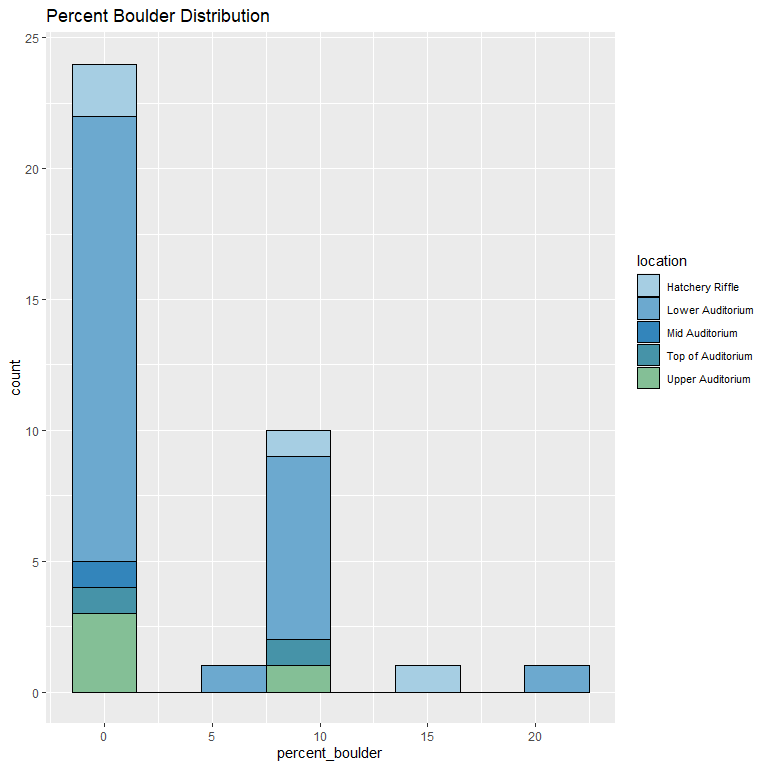 Percent Boulder Distribution
25
20
15
10
5
0
count
0 5 10 15 20
percent_boulder
location
Hatchery Riffle
Lower Auditorium
Mid Auditorium
Top of Auditorium
Upper Auditorium